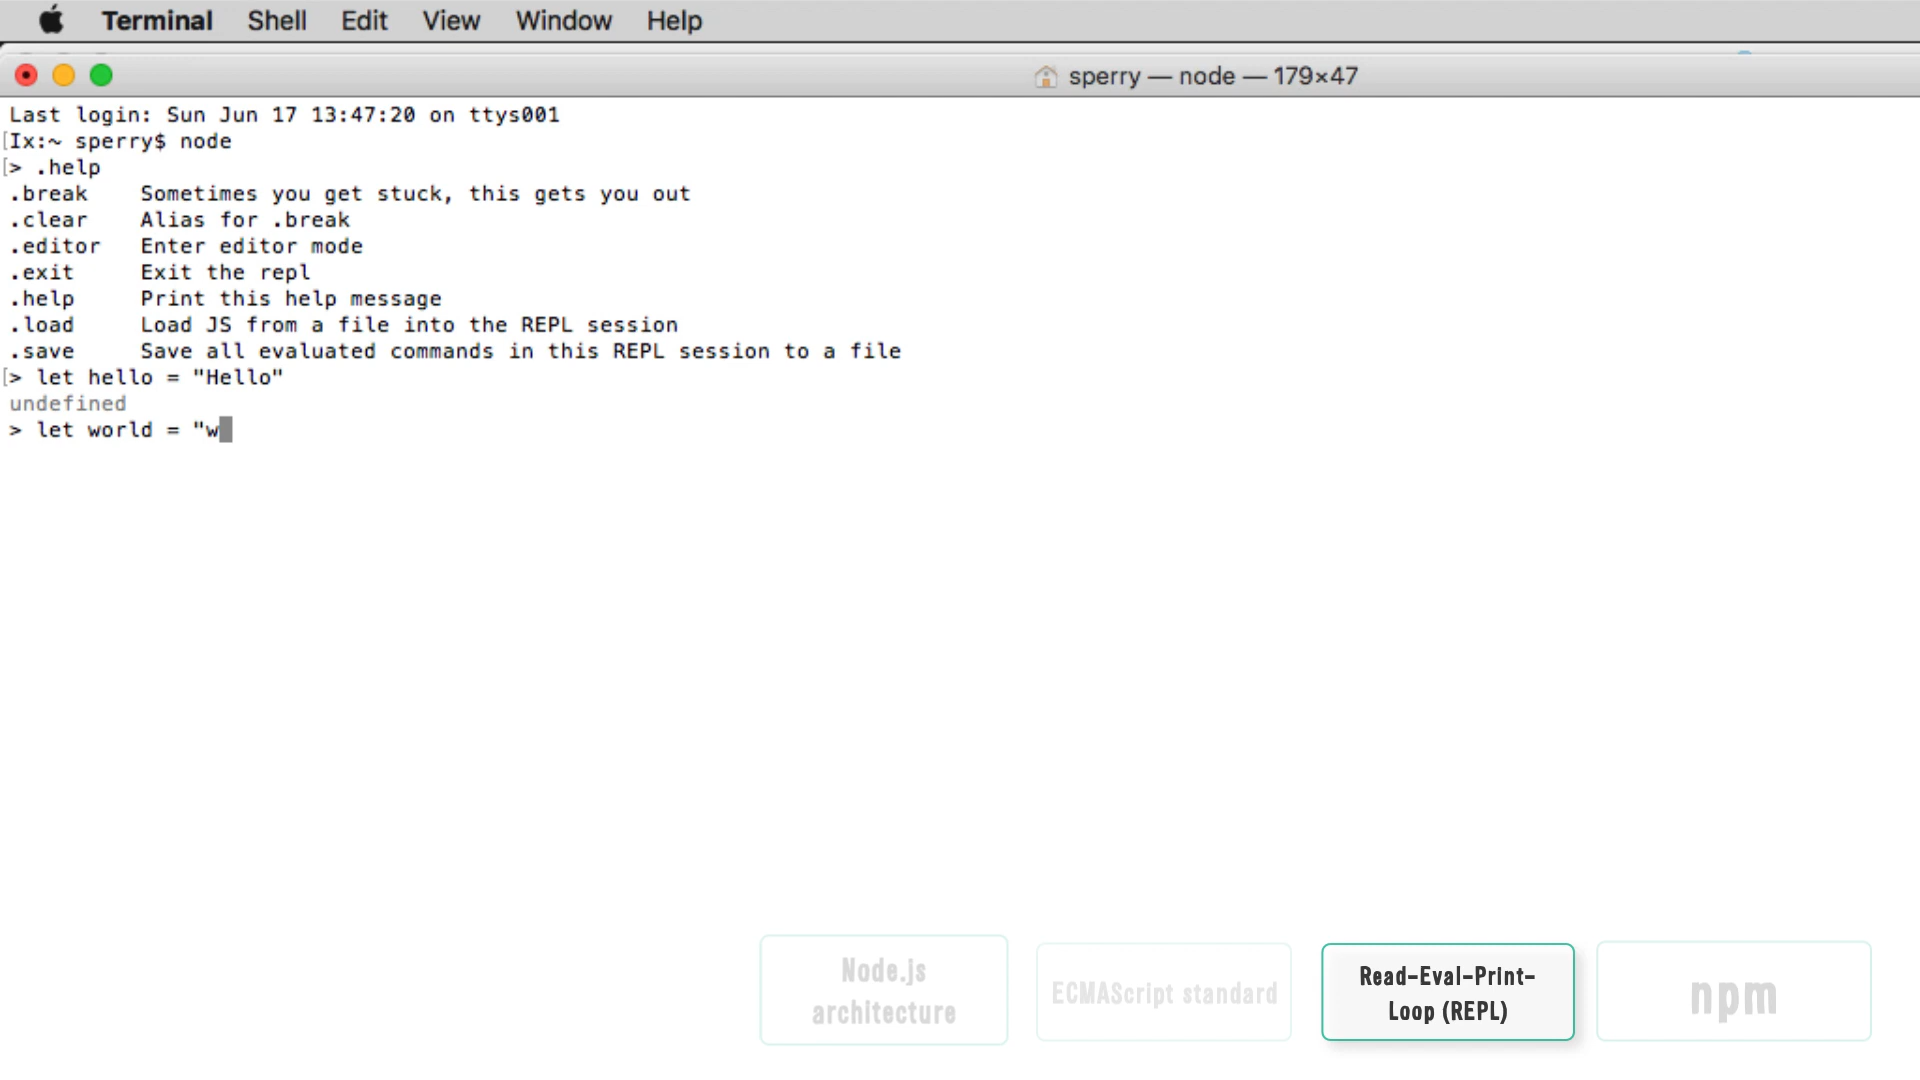 Terminal Shell Edit View Window Help
sperry — node — 179×47
Last login: Sun Jun 17 13:47:20 on ttys001
[Ix:~ sperry$ node
[> .help
.break    Sometimes you get stuck, this gets you out
.clear    Alias for .break
.editor   Enter editor mode
.exit     Exit the repl
.help     Print this help message
.load     Load JS from a file into the REPL session
.save     Save all evaluated commands in this REPL session to a file
[> let hello = "Hello"
undefined
> let world = "w
Node.js
architecture
ECMAScript standard
Read-Eval-Print-
Loop (REPL)
npm